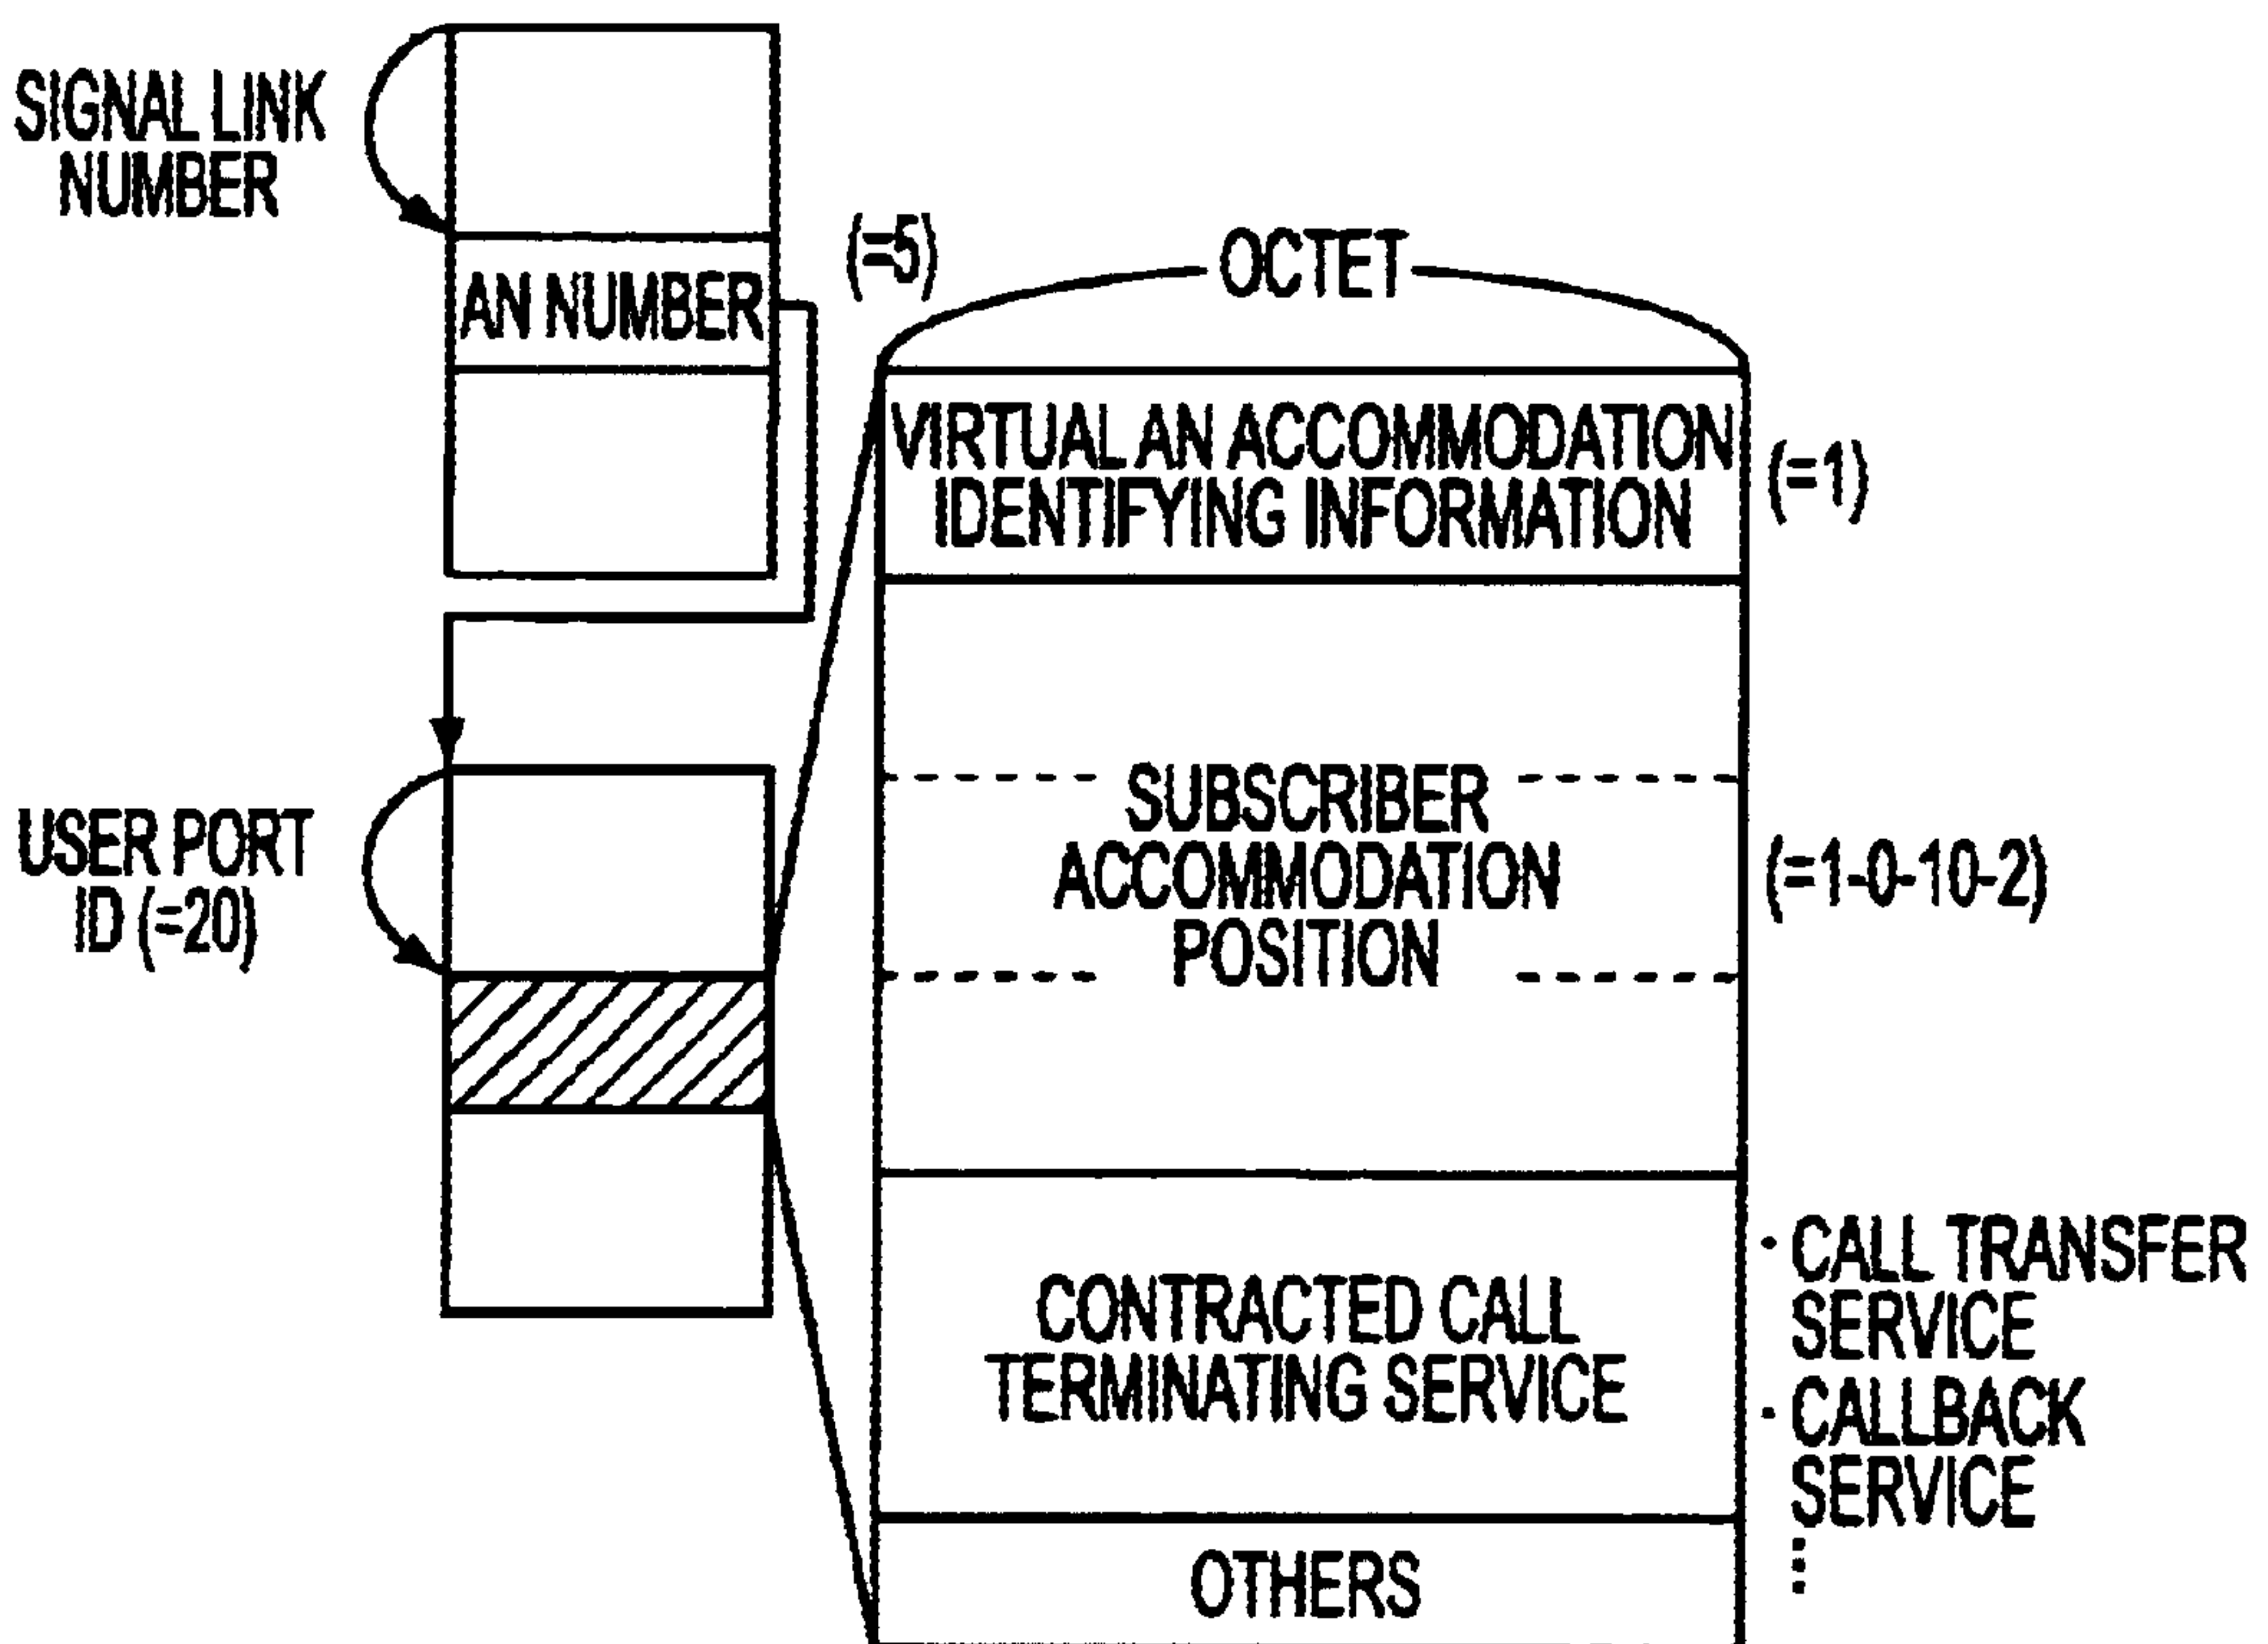 SIGNAL LINK
NUMBER
AN NUMBER
(=5)
OCTET
VIRTUAL AN ACCOMMODATION
IDENTIFYING INFORMATION
(=1)
SUBSCRIBER
ACCOMMODATION
POSITION
(=1-0-10-2)
USER PORT
ID (=20)
CONTRACTED CALL
TERMINATING SERVICE
· CALL TRANSFER
SERVICE
· CALLBACK
SERVICE
⋮
OTHERS